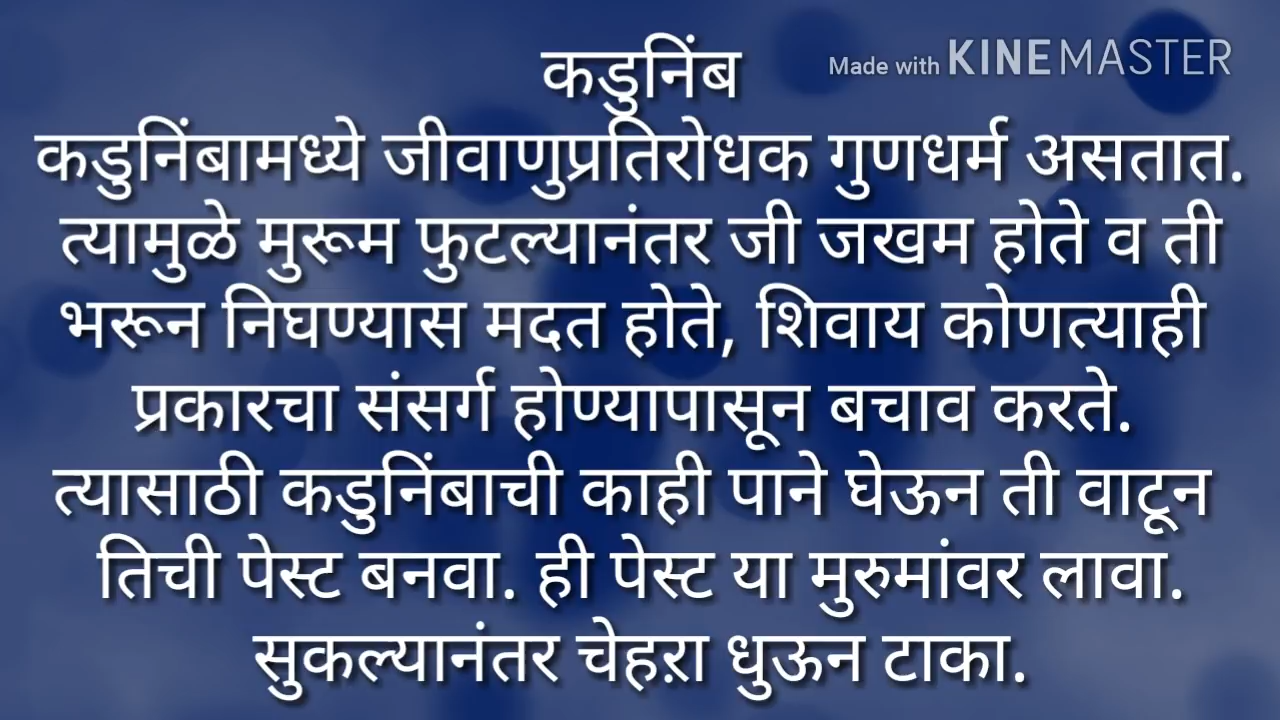 कडुनिंब
Made with KINEMASTER
कडुनिंबामध्ये जीवाणुप्रतिरोधक गुणधर्म असतात.
त्यामुळे मुरूम फुटल्यानंतर जी जखम होते व ती
भरून निघण्यास मदत होते, शिवाय कोणत्याही
प्रकारचा संसर्ग होण्यापासून बचाव करते.
त्यासाठी कडुनिंबाची काही पाने घेऊन ती वाटून
तिची पेस्ट बनवा. ही पेस्ट या मुरुमांवर लावा.
सुकल्यानंतर चेहऱा धुऊन टाका.